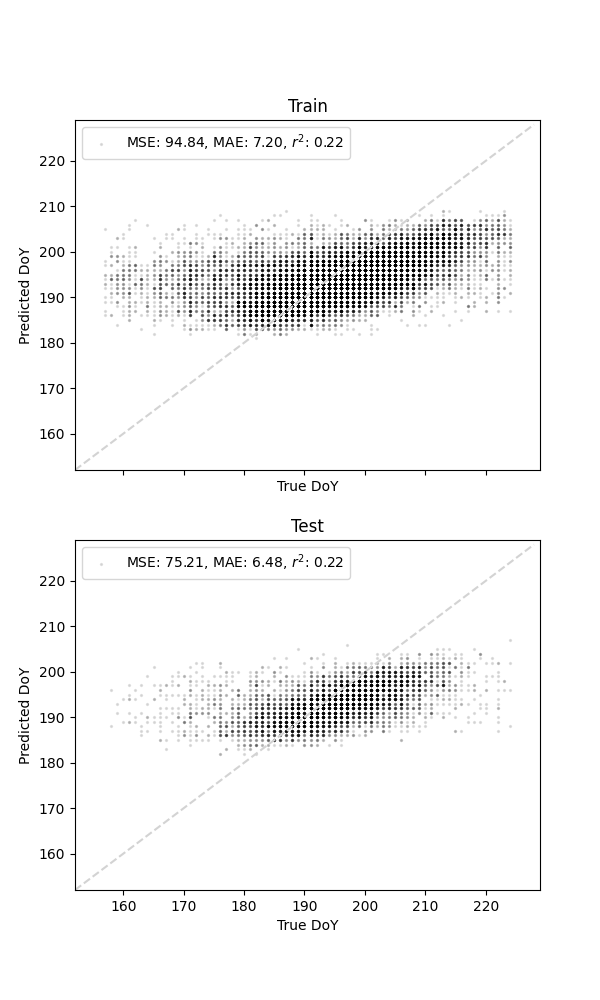 Train
MSE: 94.84, MAE: 7.20, r²: 0.22
220
210
200
190
180
170
160
Predicted DoY
True DoY
Test
MSE: 75.21, MAE: 6.48, r²: 0.22
220
210
200
190
180
170
160
Predicted DoY
160 170 180 190 200 210 220
True DoY